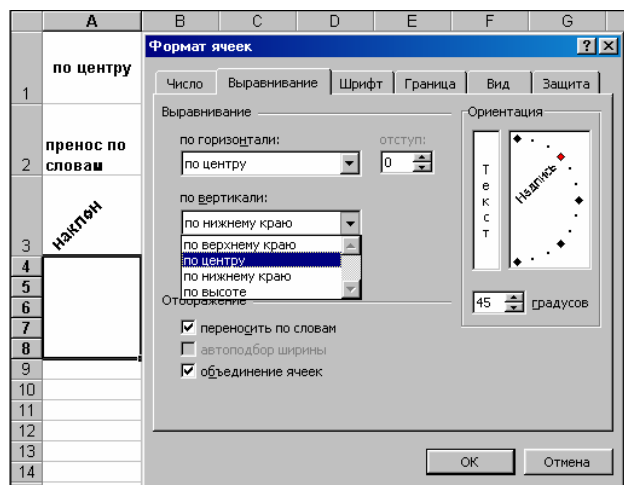 A B C D E F G
Формат ячеек
по центру
1
Число Выравнивание Шрифт Граница Вид Защита
Выравнивание
Ориентация
по горизонтали:
отступ:
по центру
0
пренос по
словам
2
Текст
Надпись
по вертикали:
по нижнему краю
наклон
3
по верхнему краю
по центру
по нижнему краю
по высоте
4
5
6
7
8
9
10
11
12
13
14
45 градусов
Отображение
переносить по словам
автоподбор ширины
объединение ячеек
OK Отмена